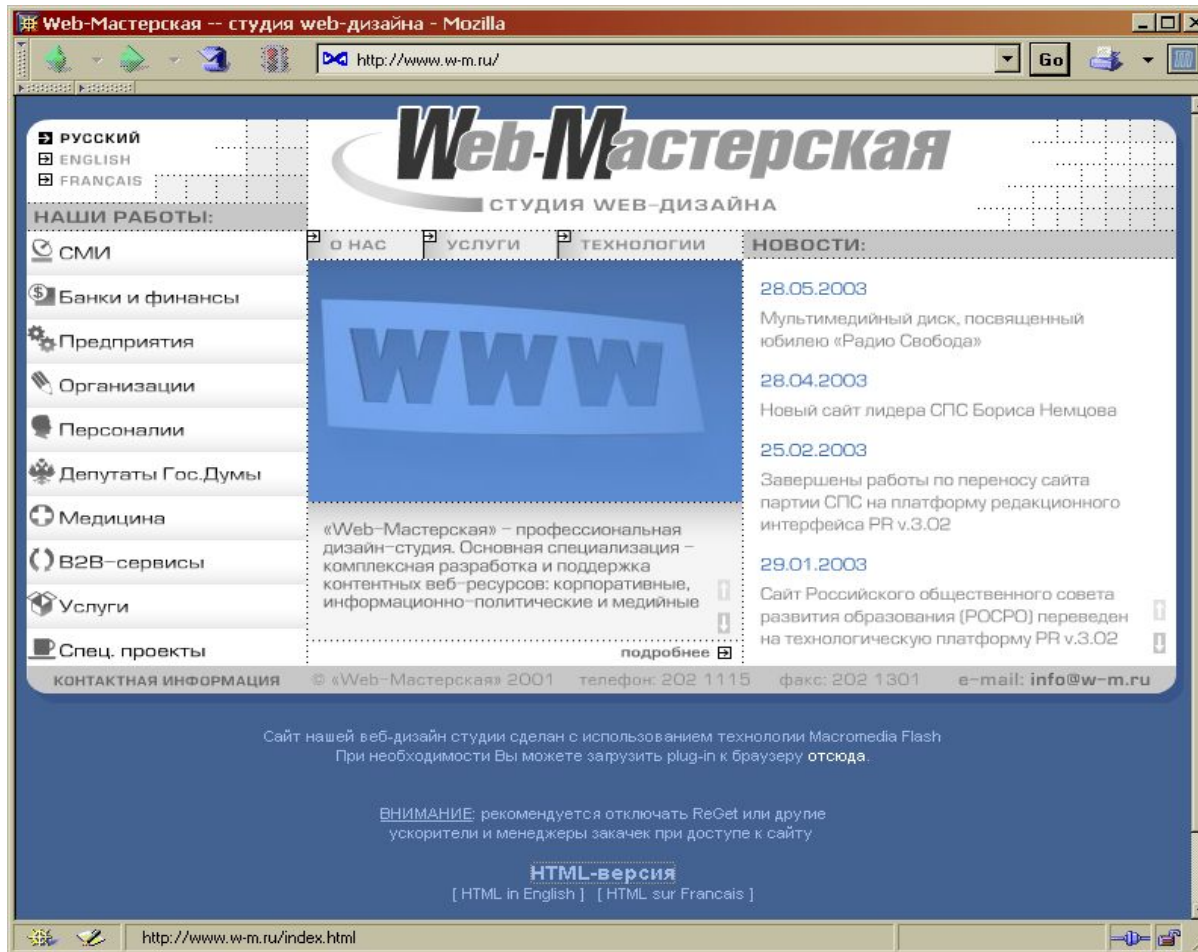 Web-Мастерская -- студия web-дизайна - Mozilla
http://www.w-m.ru/
Go
РУССКИЙ
ENGLISH
FRANCAIS
Web-Мастерская
СТУДИЯ WEB-ДИЗАЙНА
НАШИ РАБОТЫ:
СМИ
Банки и финансы
Предприятия
Организации
Персоналии
Депутаты Гос.Думы
Медицина
B2B-сервисы
Услуги
Спец. проекты
О НАС
УСЛУГИ
ТЕХНОЛОГИИ
WWW
«Web-Мастерская» - профессиональная
дизайн-студия. Основная специализация -
комплексная разработка и поддержка
контентных веб-ресурсов: корпоративные,
информационно-политические и медийные
подробнее
НОВОСТИ:
28.05.2003
Мультимедийный диск, посвященный
юбилею «Радио Свобода»
28.04.2003
Новый сайт лидера СПС Бориса Немцова
25.02.2003
Завершены работы по переносу сайта
партии СПС на платформу редакционного
интерфейса PR v.3.02
29.01.2003
Сайт Российского общественного совета
развития образования (РОСРО) переведен
на технологическую платформу PR v.3.02
КОНТАКТНАЯ ИНФОРМАЦИЯ
© «Web-Мастерская» 2001 телефон: 202 1115 факс: 202 1301 e-mail: info@w-m.ru
Сайт нашей веб-дизайн студии сделан с использованием технологии Macromedia Flash
При необходимости Вы можете загрузить plug-in к браузеру отсюда.
ВНИМАНИЕ: рекомендуется отключать ReGet или другие
ускорители и менеджеры закачек при доступе к сайту
HTML-версия
[ HTML in English ] [ HTML sur Francais ]
http://www.w-m.ru/index.html